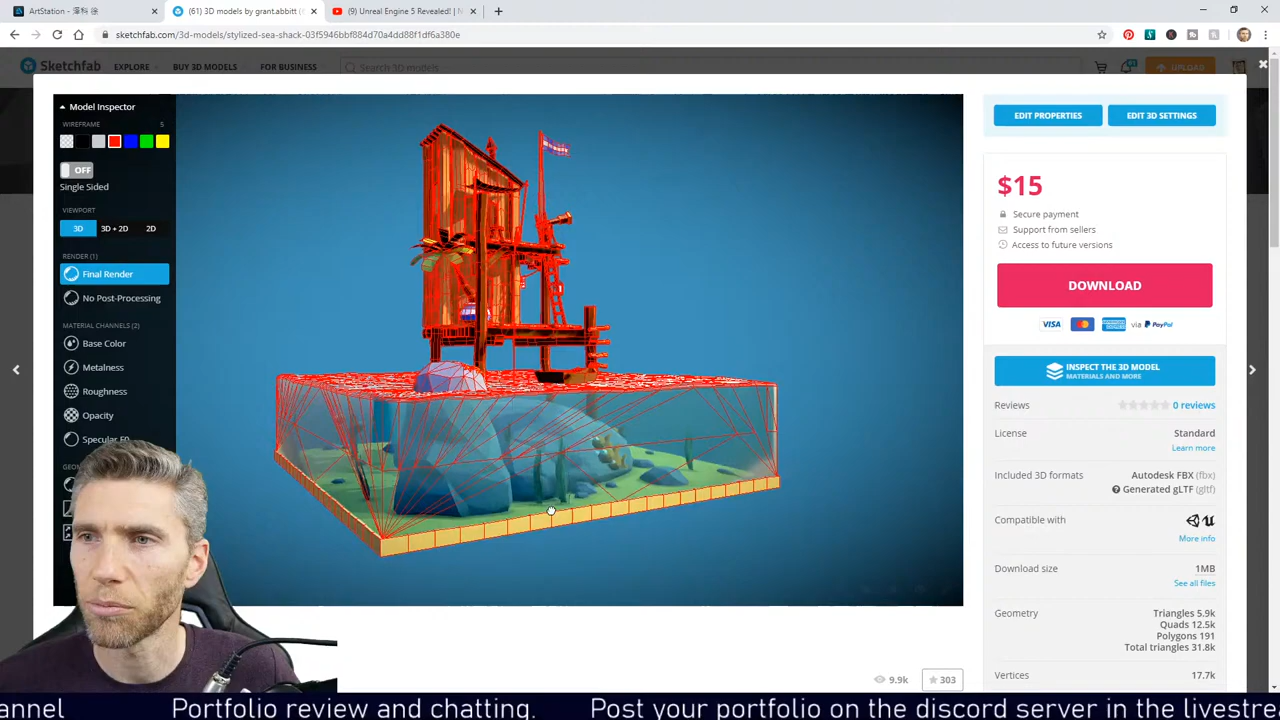 ArtStation - 澤科 徐
(61) 3D models by grant.abbitt (
(9) Unreal Engine 5 Revealed! | N
sketchfab.com/3d-models/stylized-sea-shack-03f5946bbf884d70a4dd88f1df6a380e
Sketchfab
EXPLORE
BUY 3D MODELS
FOR BUSINESS
Search 3D models
UPLOAD
Model Inspector
WIREFRAME 5
OFF
Single Sided
VIEWPORT
3D 3D + 2D 2D
RENDER (1)
Final Render
No Post-Processing
MATERIAL CHANNELS (2)
Base Color
Metalness
Roughness
Opacity
Specular F0
EDIT PROPERTIES
EDIT 3D SETTINGS
$15
Secure payment
Support from sellers
Access to future versions
DOWNLOAD
VISA via PayPal
INSPECT THE 3D MODEL
MATERIALS AND MORE
Reviews 0 reviews
License Standard
Learn more
Included 3D formats Autodesk FBX (fbx)
Generated glTF (gltf)
Compatible with
More info
Download size 1MB
See all files
Geometry Triangles 5.9k
Quads 12.5k
Polygons 191
Total triangles 31.8k
Vertices 17.7k
9.9k 303
annel Portfolio review and chatting. Post your portfolio on the discord server in the livestre